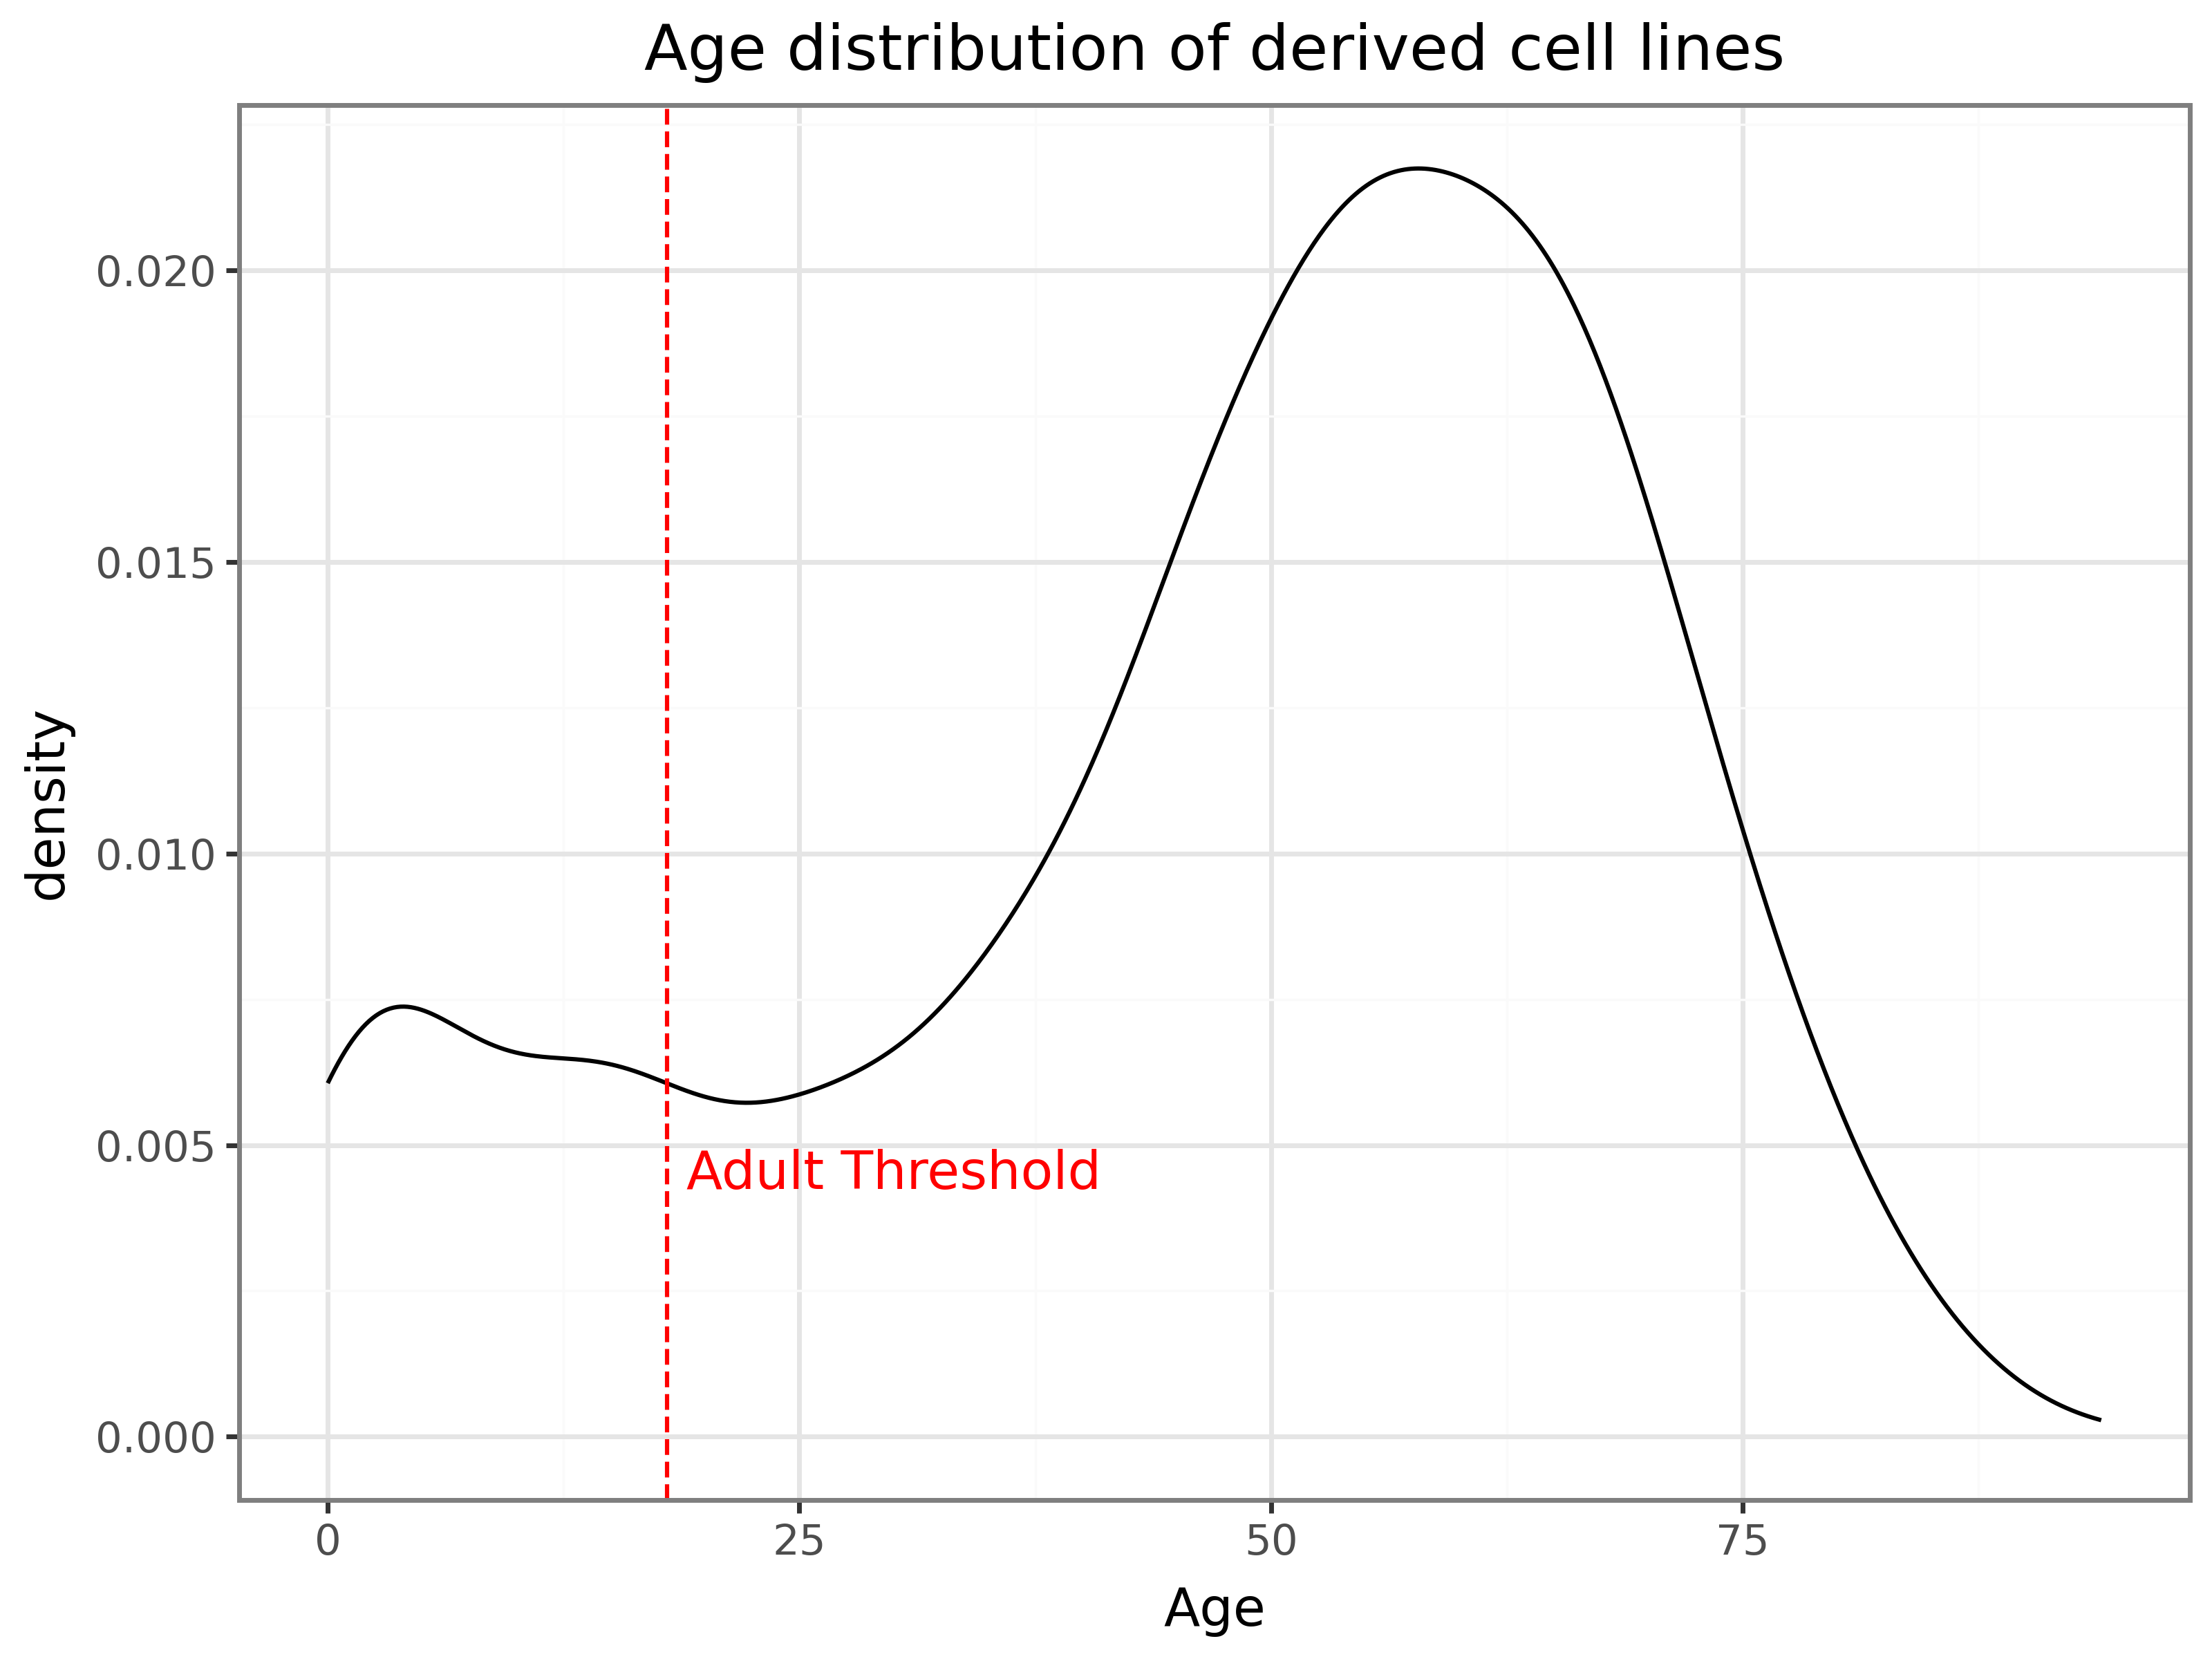 Age distribution of derived cell lines
0.020
0.015
0.010
0.005
0.000
density
Adult Threshold
0 25 50 75
Age